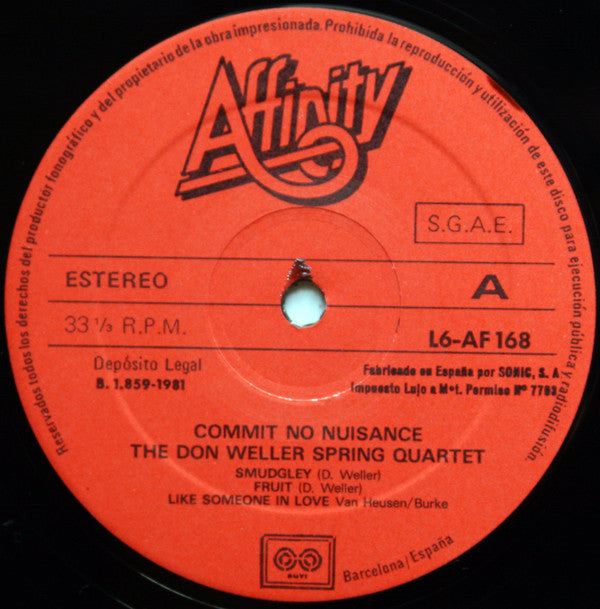 Reservados todos los derechos del productor fonográfico y del propietario de la obra impresionada. Prohibida la reproducción y utilización de este disco para ejecución pública y radiodifusión.
Affinity
S.G.A.E.
ESTEREO
A
33 1/3 R.P.M.
L6-AF 168
Depósito Legal
B. 1.859-1981
Fabricado en España por SONIC, S. A
Impuesto Lujo a Mᵒt. Permiso Nº 7783
COMMIT NO NUISANCE
THE DON WELLER SPRING QUARTET
SMUDGLEY (D. Weller)
FRUIT (D. Weller)
LIKE SOMEONE IN LOVE Van Heusen/Burke
GUYI
Barcelona/España